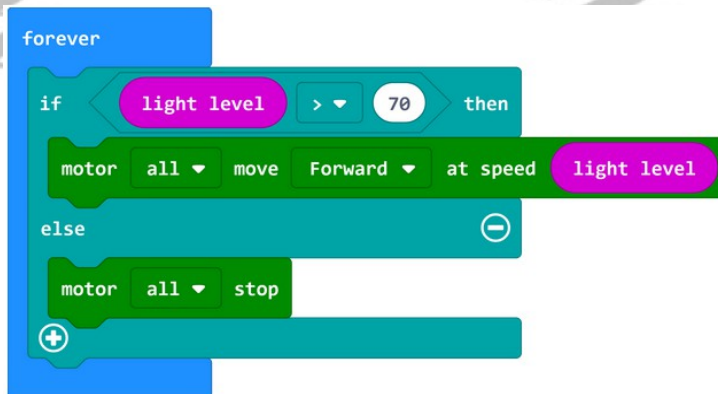 forever
if light level > 70 then
motor all move Forward at speed light level
else
motor all stop